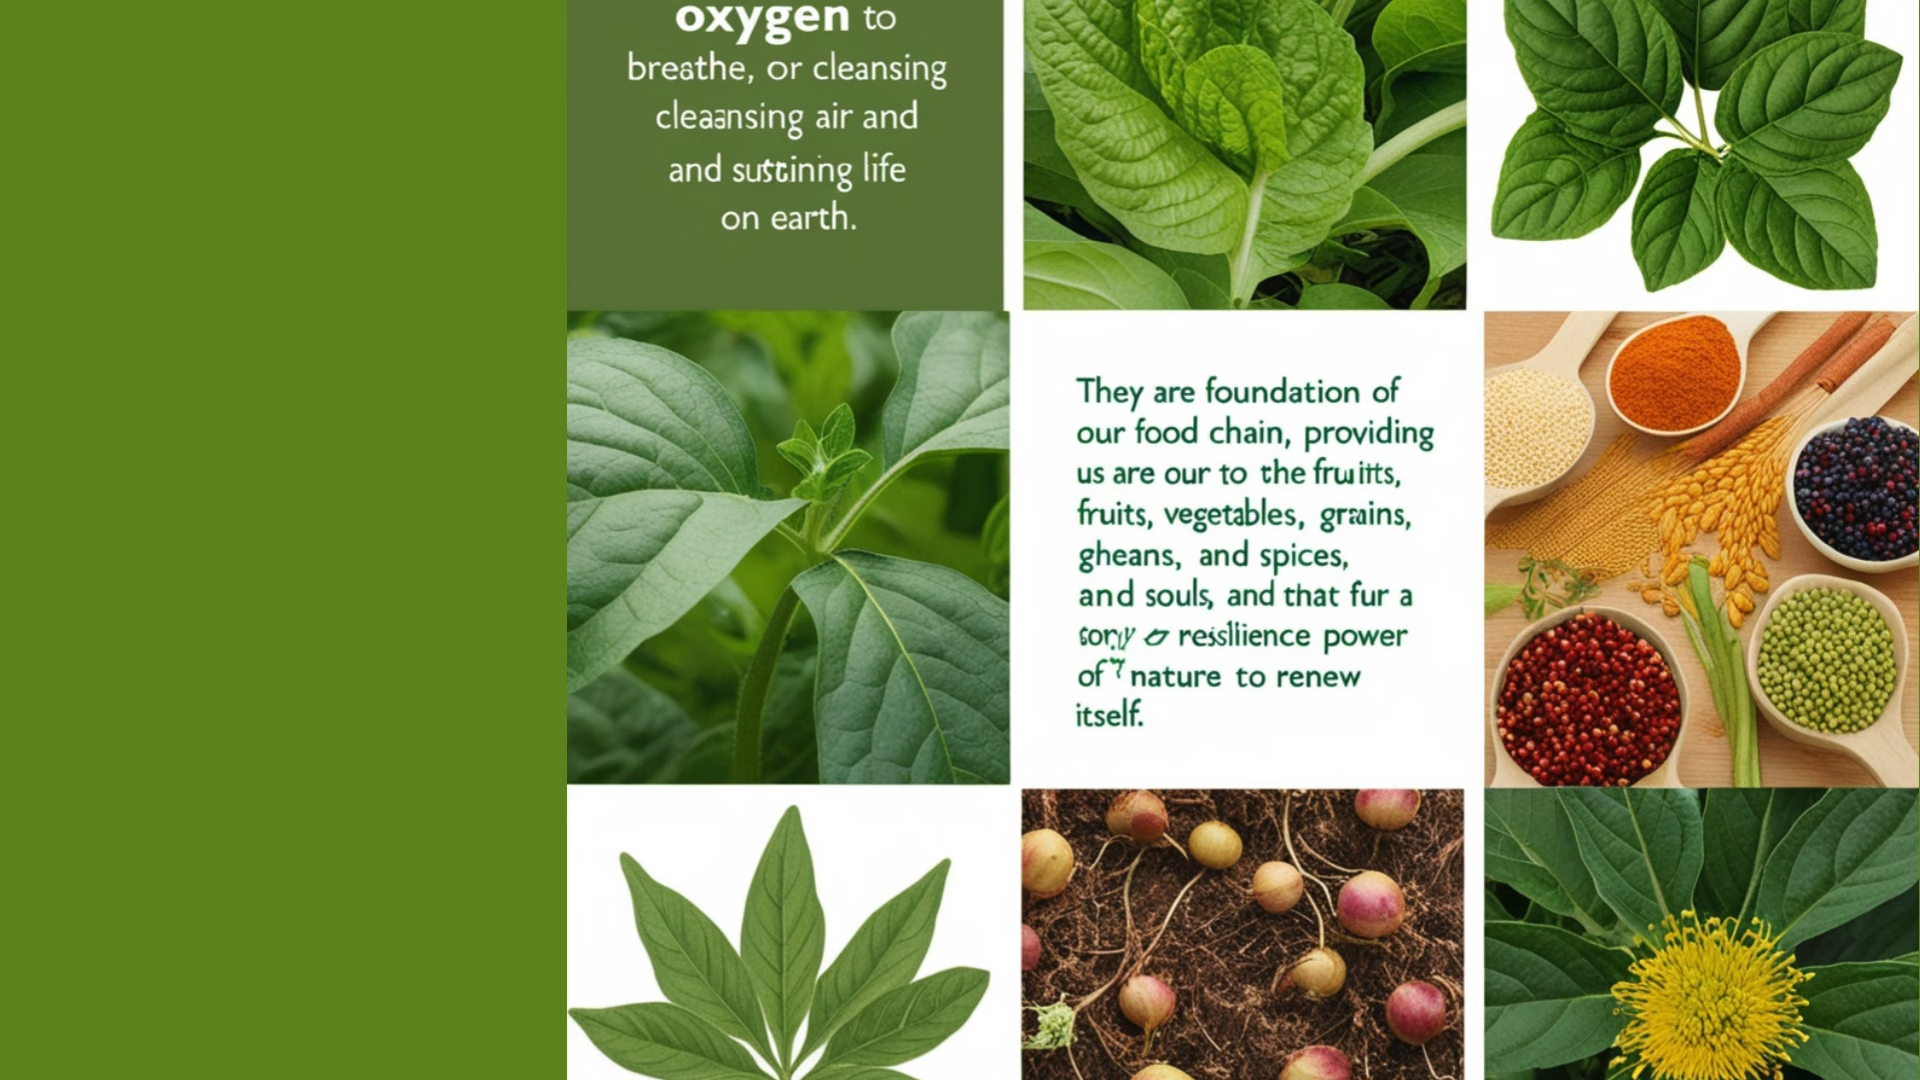 oxygen to
breathe, or cleansing
cleaansing air and
and sustinng life
on earth.
They are foundation of
our food chain, providing
us are our to the fruitts,
fruits, vegetables, grains,
gheans, and spices,
and souls, and that fur a
resllience power
of nature to renew
itself.